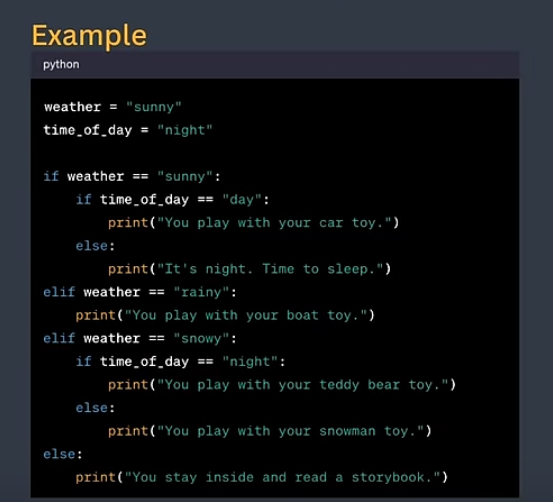 Example
python
weather = "sunny"
time_of_day = "night"
if weather == "sunny":
    if time_of_day == "day":
        print("You play with your car toy.")
    else:
        print("It's night. Time to sleep.")
elif weather == "rainy":
    print("You play with your boat toy.")
elif weather == "snowy":
    if time_of_day == "night":
        print("You play with your teddy bear toy.")
    else:
        print("You play with your snowman toy.")
else:
    print("You stay inside and read a storybook.")